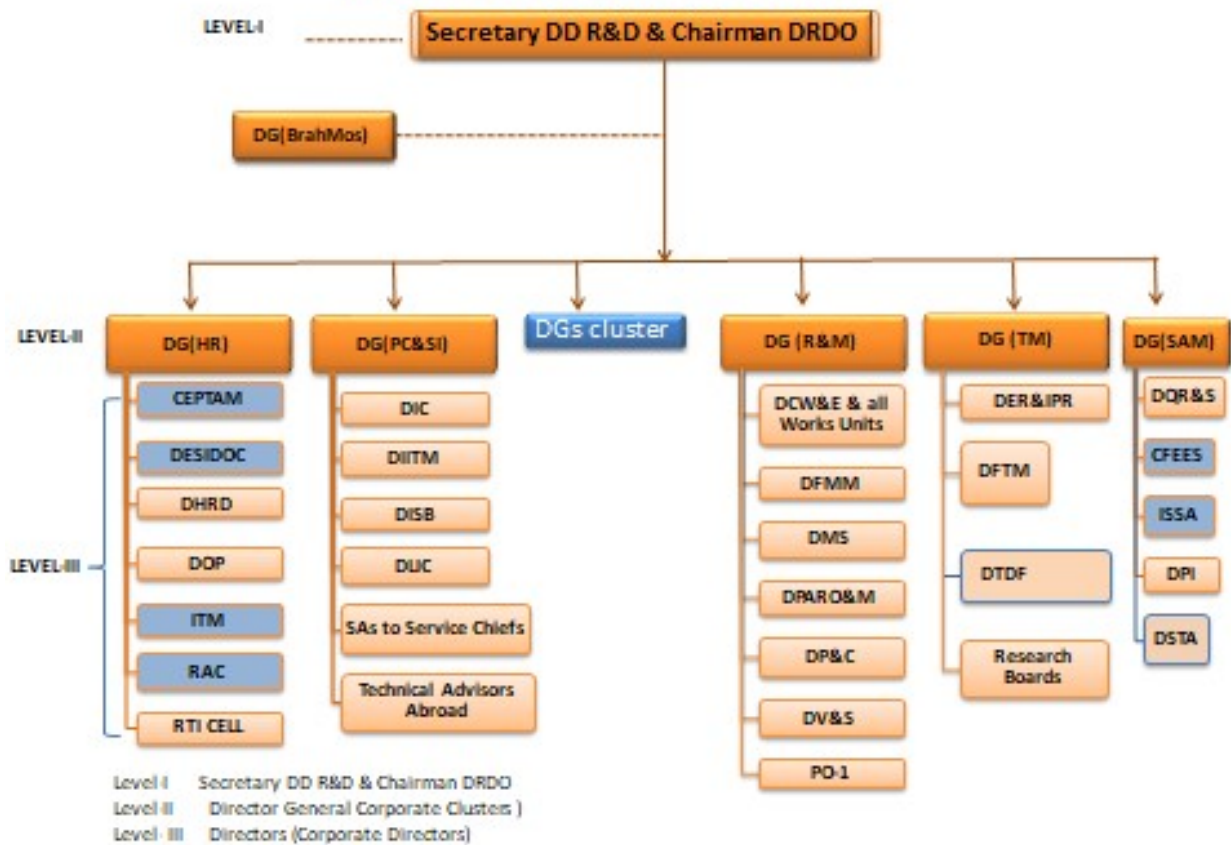 LEVEL-I
Secretary DD R&D & Chairman DRDO
DG(BrahMos)
LEVEL-II
DG(HR)
DG(PC&SI)
DGs cluster
DG (R&M)
DG (TM)
DG(SAM)
LEVEL-III
CEPTAM
DESIDOC
DHRD
DOP
ITM
RAC
RTI CELL
DIC
DIITM
DISB
DLIC
SAs to Service Chiefs
Technical Advisors
Abroad
DCW&E & all
Works Units
DFMM
DMS
DPARO&M
DP&C
DV&S
PO-1
DER&IPR
DFTM
DTDF
Research
Boards
DQR&S
CFEES
ISSA
DPI
DSTA
Level-I Secretary DD R&D & Chairman DRDO
Level-II Director General Corporate Clusters )
Level- III Directors (Corporate Directors)